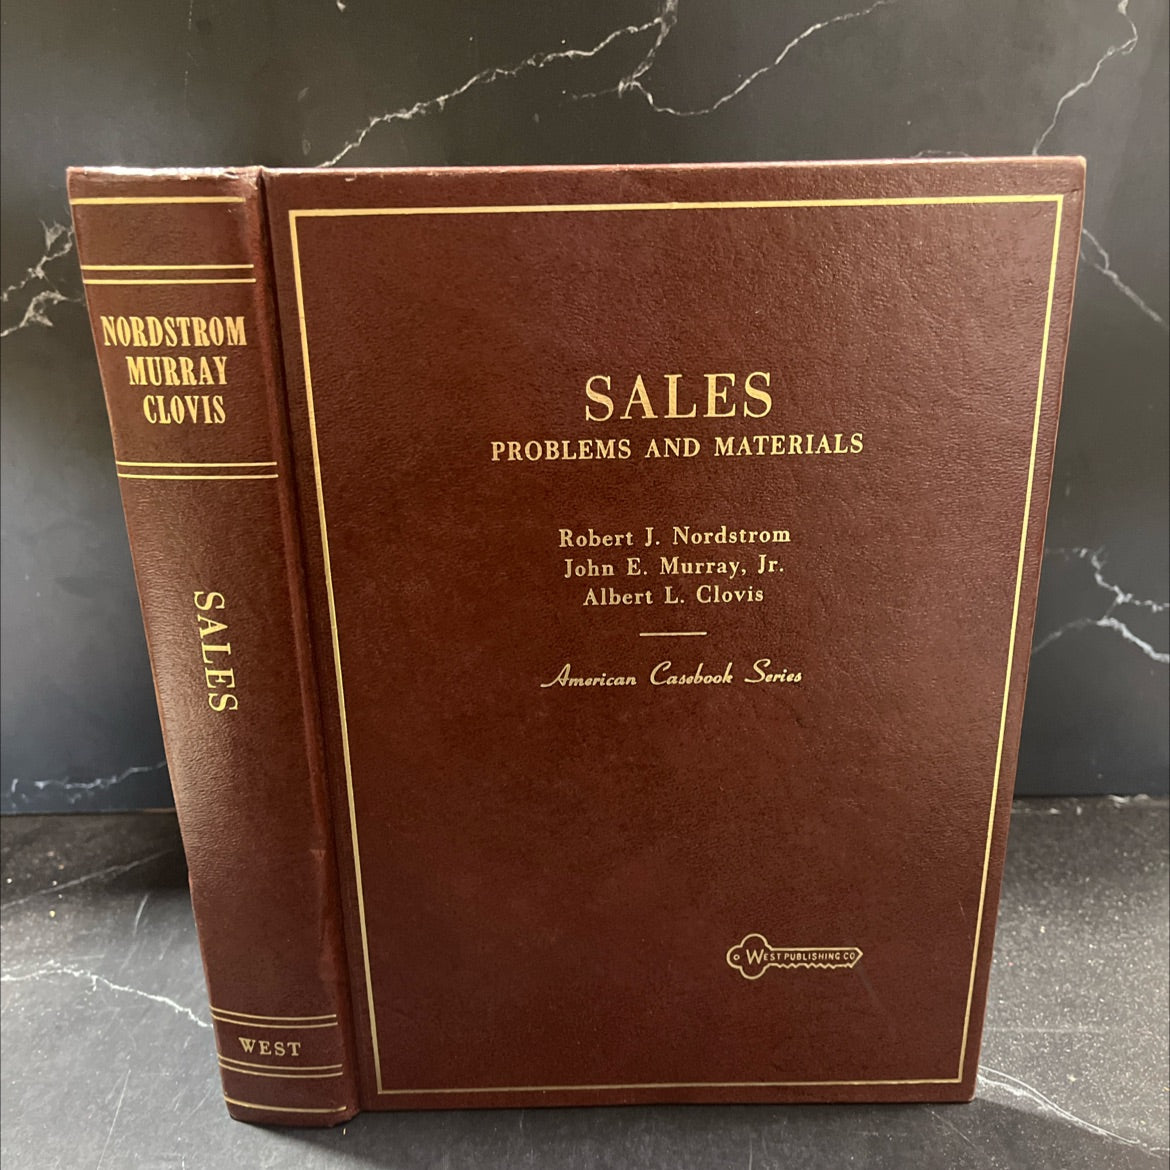 NORDSTROM
MURRAY
CLOVIS
SALES
WEST
SALES
PROBLEMS AND MATERIALS
Robert J. Nordstrom
John E. Murray, Jr.
Albert L. Clovis
American Casebook Series
WEST PUBLISHING CO